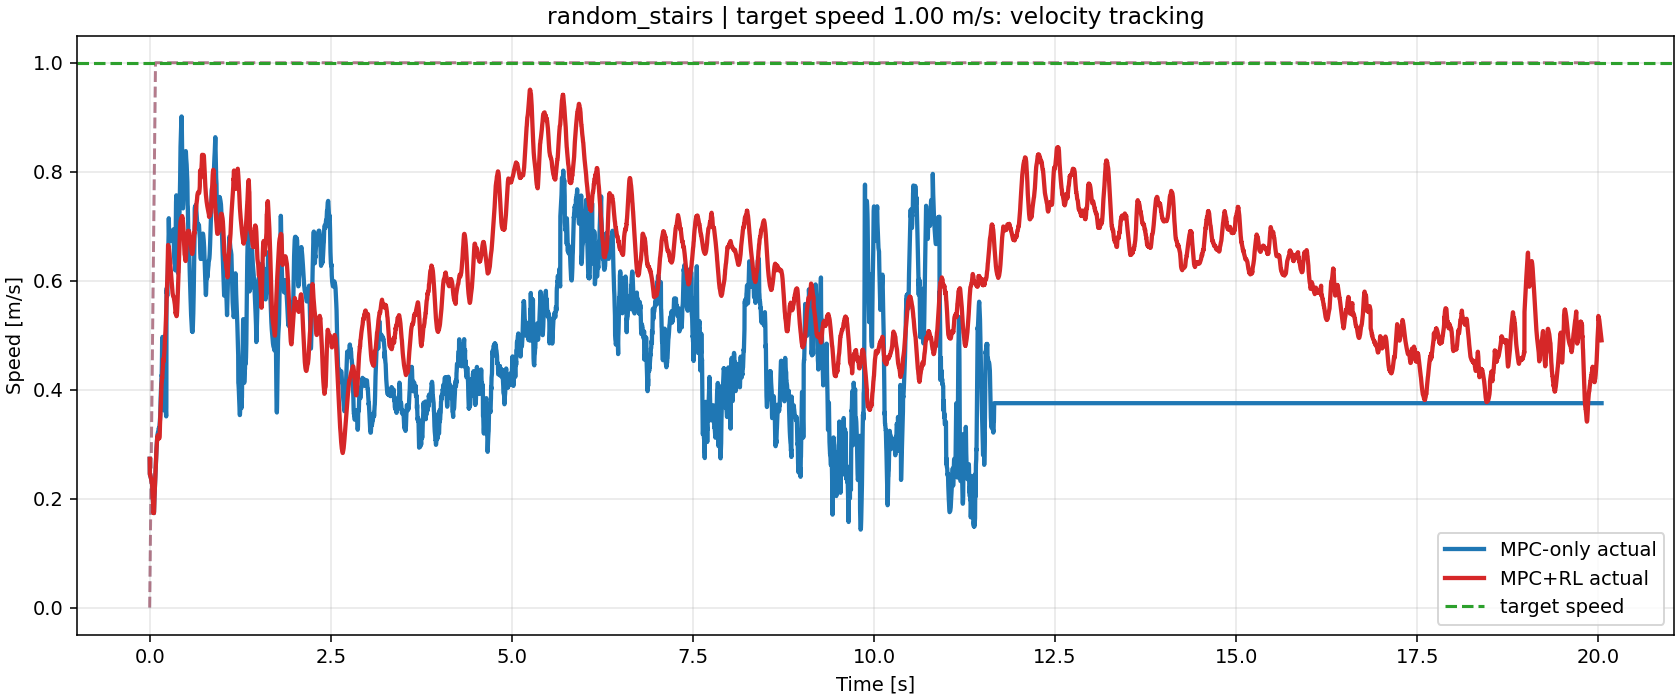 random_stairs | target speed 1.00 m/s: velocity tracking
Speed [m/s]
1.0
0.8
0.6
0.4
0.2
0.0
MPC-only actual
MPC+RL actual
target speed
0.0 2.5 5.0 7.5 10.0 12.5 15.0 17.5 20.0
Time [s]